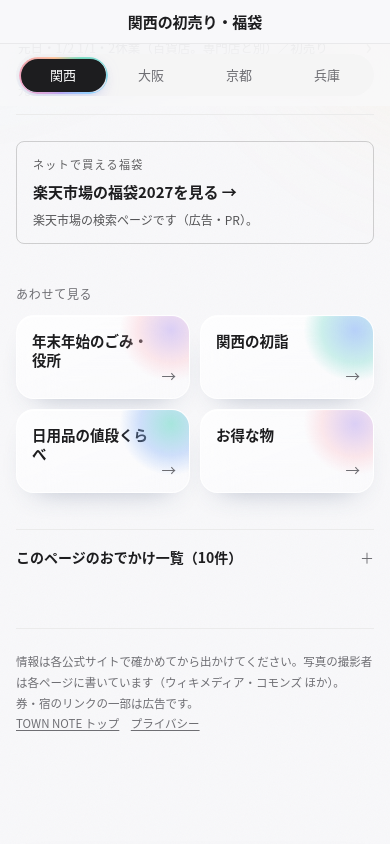 関西の初売り・福袋
関西
大阪
京都
兵庫
ネットで買える福袋
楽天市場の福袋2027を見る →
楽天市場の検索ページです（広告・PR）。
あわせて見る
年末年始のごみ・
役所
→
関西の初詣
→
日用品の値段くら
べ
→
お得な物
→
このページのおでかけ一覧（10件）
＋
情報は各公式サイトで確かめてから出かけてください。写真の撮影者
は各ページに書いています（ウィキメディア・コモンズ ほか）。
券・宿のリンクの一部は広告です。
TOWN NOTE トップ プライバシー